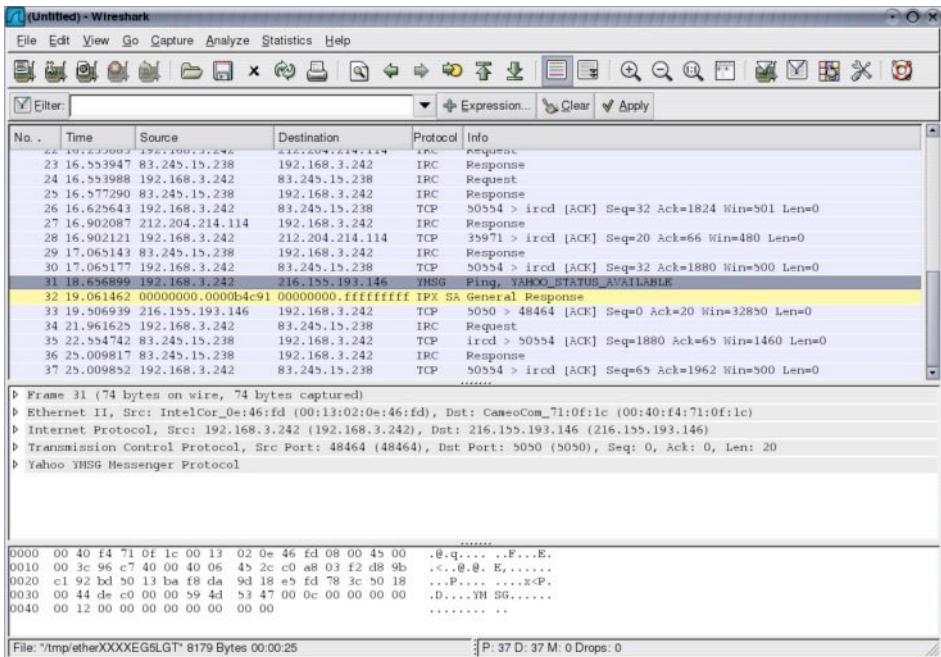 (Untitled) - Wireshark
File Edit View Go Capture Analyze Statistics Help
Filter: Expression... Clear Apply
No. . Time Source Destination Protocol Info
23 16.553947 83.245.15.238 192.168.3.242 IRC Response
24 16.553988 192.168.3.242 83.245.15.238 IRC Request
25 16.577290 83.245.15.238 192.168.3.242 IRC Response
26 16.625643 192.168.3.242 83.245.15.238 TCP 50554 > ircd [ACK] Seq=32 Ack=1824 Win=501 Len=0
27 16.902087 212.204.214.114 192.168.3.242 IRC Response
28 16.902121 192.168.3.242 212.204.214.114 TCP 35971 > ircd [ACK] Seq=20 Ack=66 Win=480 Len=0
29 17.065143 83.245.15.238 192.168.3.242 IRC Response
30 17.065177 192.168.3.242 83.245.15.238 TCP 50554 > ircd [ACK] Seq=32 Ack=1880 Win=500 Len=0
31 18.656899 192.168.3.242 216.155.193.146 YMSG Ping, YAHOO_STATUS_AVAILABLE
32 19.061462 00000000.0000b4c91 00000000.ffffffffff IPX SA General Response
33 19.506939 216.155.193.146 192.168.3.242 TCP 5050 > 48464 [ACK] Seq=0 Ack=20 Win=32850 Len=0
34 21.961625 192.168.3.242 83.245.15.238 IRC Request
35 22.554742 83.245.15.238 192.168.3.242 TCP ircd > 50554 [ACK] Seq=1880 Ack=65 Win=1460 Len=0
36 25.009817 83.245.15.238 192.168.3.242 IRC Response
37 25.009852 192.168.3.242 83.245.15.238 TCP 50554 > ircd [ACK] Seq=65 Ack=1962 Win=500 Len=0
Frame 31 (74 bytes on wire, 74 bytes captured)
Ethernet II, Src: IntelCor_0e:46:fd (00:13:02:0e:46:fd), Dst: CameoCom_71:0f:1c (00:40:f4:71:0f:1c)
Internet Protocol, Src: 192.168.3.242 (192.168.3.242), Dst: 216.155.193.146 (216.155.193.146)
Transmission Control Protocol, Src Port: 48464 (48464), Dst Port: 5050 (5050), Seq: 0, Ack: 0, Len: 20
Yahoo YMSG Messenger Protocol
0000 00 40 f4 71 0f 1c 00 13 02 0e 46 fd 08 00 45 00 .@.q.... ..F...E.
0010 00 3c 96 c7 40 00 40 06 45 2c c0 a8 03 f2 d8 9b .<..@.@. E,......
0020 c1 92 bd 50 13 ba f8 da 9d 18 e5 fd 78 3c 50 18 ...P.... ....x<P.
0030 00 44 de c0 00 00 59 4d 53 47 00 0c 00 00 00 00 .D....YM SG......
0040 00 12 00 00 00 00 00 00 00 00 ........ ..
File: "/tmp/etherXXXXEG5LGT" 8179 Bytes 00:00:25 P: 37 D: 37 M: 0 Drops: 0